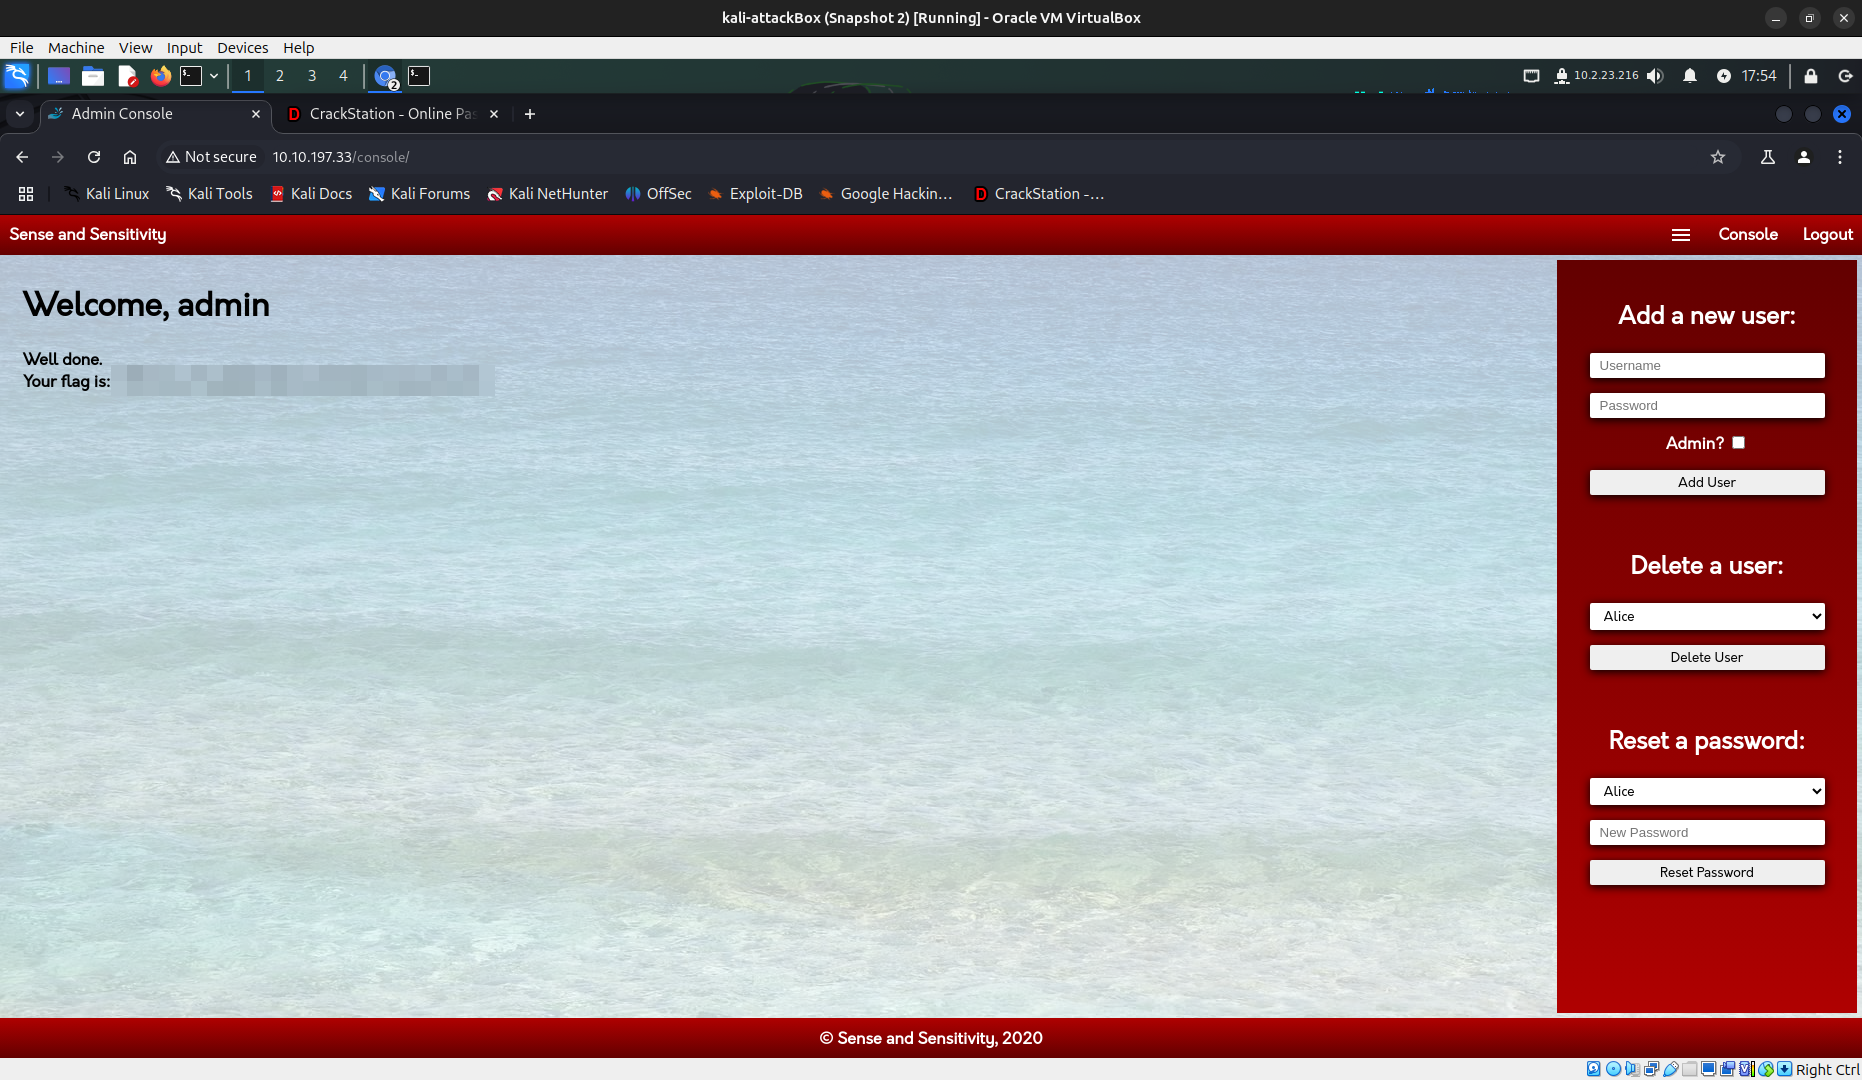 kali-attackBox (Snapshot 2) [Running] - Oracle VM VirtualBox
File Machine View Input Devices Help
1 2 3 4 2 10.2.23.216 17:54
Admin Console CrackStation - Online Pas
Not secure 10.10.197.33/console/
Kali Linux Kali Tools Kali Docs Kali Forums Kali NetHunter OffSec Exploit-DB Google Hackin… CrackStation -…
Sense and Sensitivity Console Logout
Welcome, admin
Well done.
Your flag is:
Add a new user:
Username
Password
Admin?
Add User
Delete a user:
Alice
Delete User
Reset a password:
Alice
New Password
Reset Password
© Sense and Sensitivity, 2020
Right Ctrl